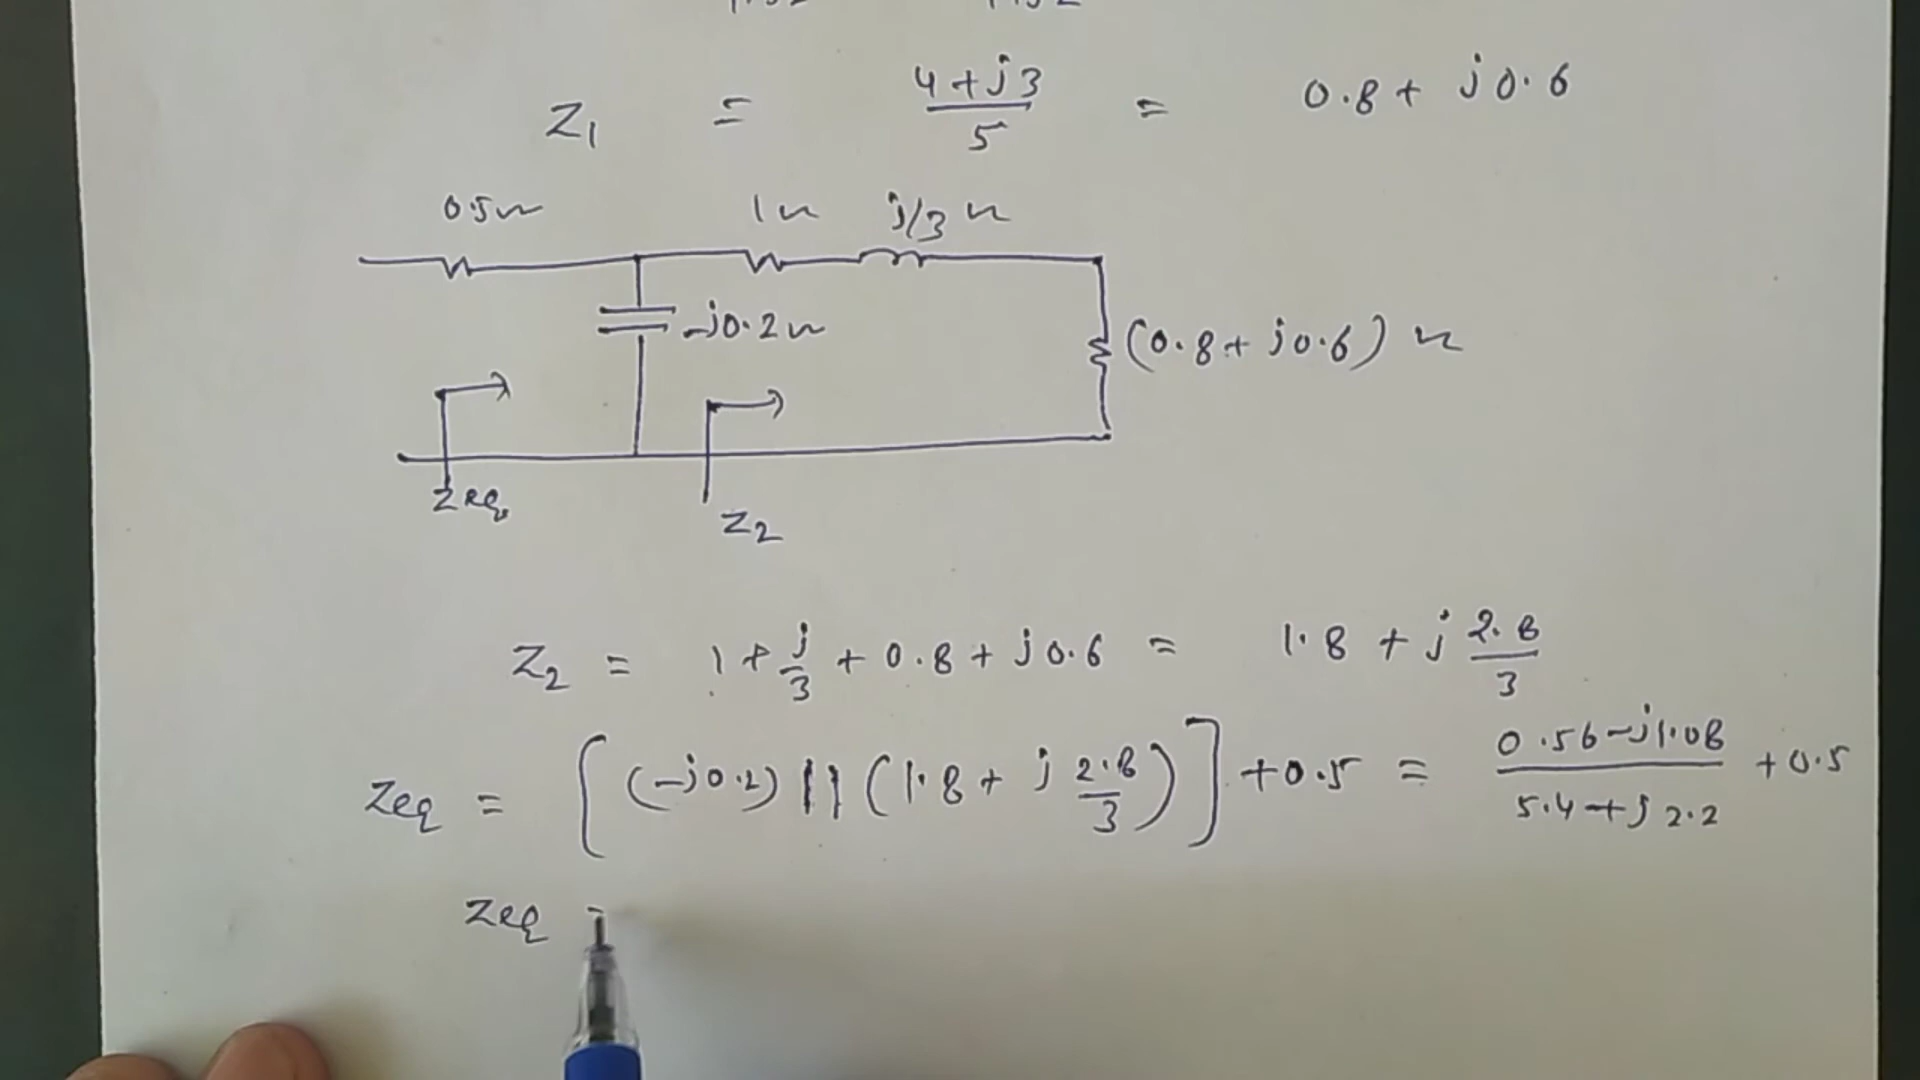 Z1 = 4+j3/5 = 0.8+j0.6
0.5Ω 1Ω j/3 Ω
-j0.2Ω (0.8+j0.6) Ω
Zeq
Z2
Z2 = 1+j/3+0.8+j0.6 = 1.8+j 2.8/3
Zeq = [(-j0.2)||(1.8+j 2.8/3)]+0.5 = 0.56-j1.08/5.4+j2.2 +0.5
Zeq =